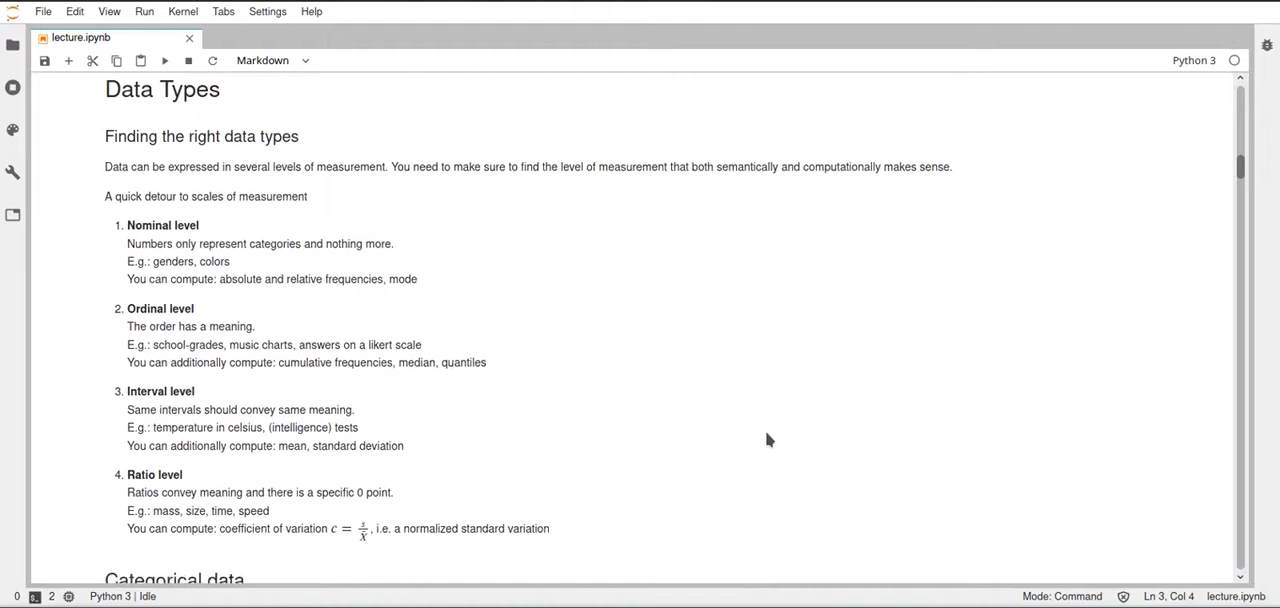 File Edit View Run Kernel Tabs Settings Help
lecture.ipynb
Markdown
Python 3
Data Types
Finding the right data types
Data can be expressed in several levels of measurement. You need to make sure to find the level of measurement that both semantically and computationally makes sense.
A quick detour to scales of measurement
1. Nominal level
Numbers only represent categories and nothing more.
E.g.: genders, colors
You can compute: absolute and relative frequencies, mode
2. Ordinal level
The order has a meaning.
E.g.: school-grades, music charts, answers on a likert scale
You can additionally compute: cumulative frequencies, median, quantiles
3. Interval level
Same intervals should convey same meaning.
E.g.: temperature in celsius, (intelligence) tests
You can additionally compute: mean, standard deviation
4. Ratio level
Ratios convey meaning and there is a specific 0 point.
E.g.: mass, size, time, speed
You can compute: coefficient of variation c = s/X̄, i.e. a normalized standard variation
Categorical data
0 2 Python 3 | Idle Mode: Command Ln 3, Col 4 lecture.ipynb